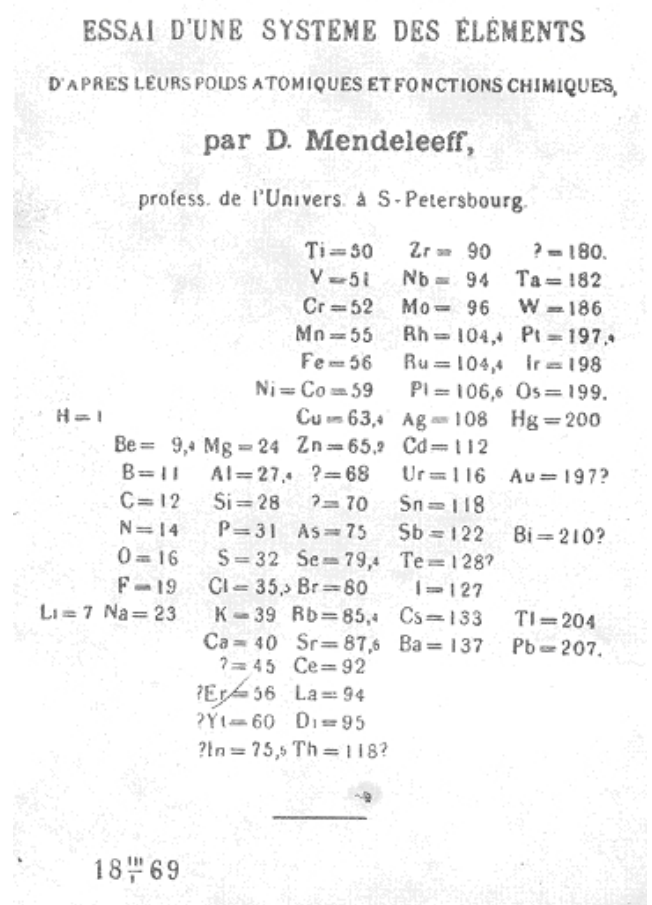 ESSAI D'UNE SYSTEME DES ÉLÉMENTS
D'APRES LEURS POIDS ATOMIQUES ET FONCTIONS CHIMIQUES,
par D. Mendeleeff,
profess. de l'Univers. à S-Petersbourg.
Ti=50 Zr=90 ?=180.
V=51 Nb=94 Ta=182
Cr=52 Mo=96 W=186
Mn=55 Rh=104,4 Pt=197,4
Fe=56 Ru=104,4 Ir=198
Ni=Co=59 Pl=106,6 Os=199.
H=1 Cu=63,4 Ag=108 Hg=200
Be=9,4 Mg=24 Zn=65,2 Cd=112
B=11 Al=27,4 ?=68 Ur=116 Au=197?
C=12 Si=28 ?=70 Sn=118
N=14 P=31 As=75 Sb=122 Bi=210?
O=16 S=32 Se=79,4 Te=128?
F=19 Cl=35,5 Br=80 I=127
Li=7 Na=23 K=39 Rb=85,4 Cs=133 Tl=204
Ca=40 Sr=87,6 Ba=137 Pb=207.
?=45 Ce=92
?Er=56 La=94
?Yt=60 Di=95
?In=75,6 Th=118?
18 III/1 69